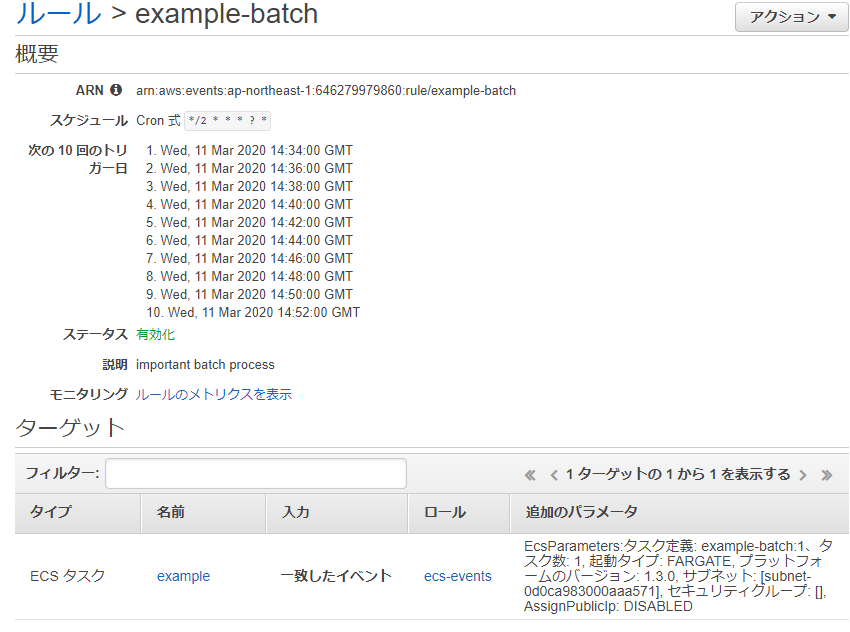 ルール > example-batch
アクション
概要
ARN arn:aws:events:ap-northeast-1:646279979860:rule/example-batch
スケジュール Cron 式 */2 * * * ? *
次の 10 回のトリ
ガー日
1. Wed, 11 Mar 2020 14:34:00 GMT
2. Wed, 11 Mar 2020 14:36:00 GMT
3. Wed, 11 Mar 2020 14:38:00 GMT
4. Wed, 11 Mar 2020 14:40:00 GMT
5. Wed, 11 Mar 2020 14:42:00 GMT
6. Wed, 11 Mar 2020 14:44:00 GMT
7. Wed, 11 Mar 2020 14:46:00 GMT
8. Wed, 11 Mar 2020 14:48:00 GMT
9. Wed, 11 Mar 2020 14:50:00 GMT
10. Wed, 11 Mar 2020 14:52:00 GMT
ステータス 有効化
説明 important batch process
モニタリング ルールのメトリクスを表示
ターゲット
フィルター: « < 1 ターゲットの 1 から 1 を表示する > »
タイプ 名前 入力 ロール 追加のパラメータ
ECS タスク example 一致したイベント ecs-events
EcsParameters:タスク定義: example-batch:1、タ
スク数: 1, 起動タイプ: FARGATE, プラットフォ
ームのバージョン: 1.3.0, サブネット: [subnet-
0d0ca983000aaa571], セキュリティグループ: [],
AssignPublicIp: DISABLED